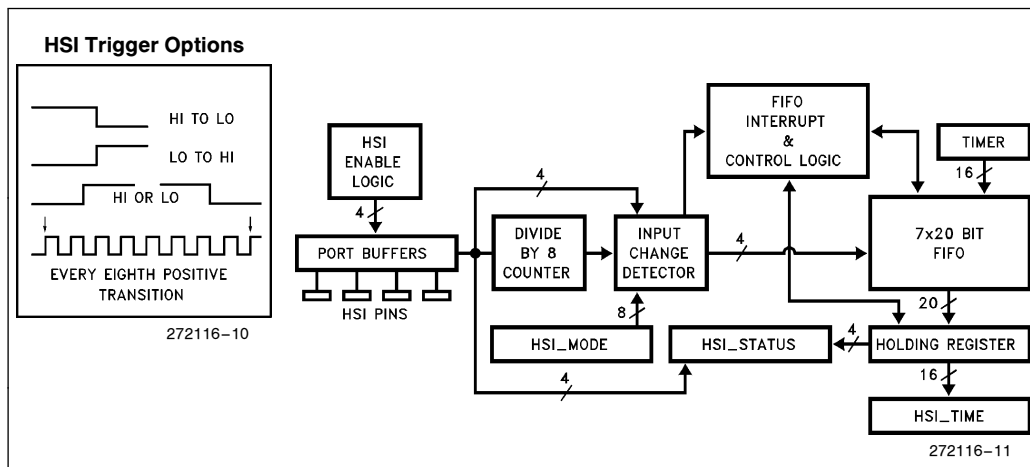 HSI Trigger Options
HI TO LO
LO TO HI
HI OR LO
EVERY EIGHTH POSITIVE
TRANSITION
272116–10
HSI
ENABLE
LOGIC
4
PORT BUFFERS
HSI PINS
4
DIVIDE
BY 8
COUNTER
INPUT
CHANGE
DETECTOR
8
HSI_MODE
4
FIFO
INTERRUPT
&
CONTROL LOGIC
4
TIMER
16
7x20 BIT
FIFO
20
HOLDING REGISTER
4
HSI_STATUS
16
HSI_TIME
272116–11